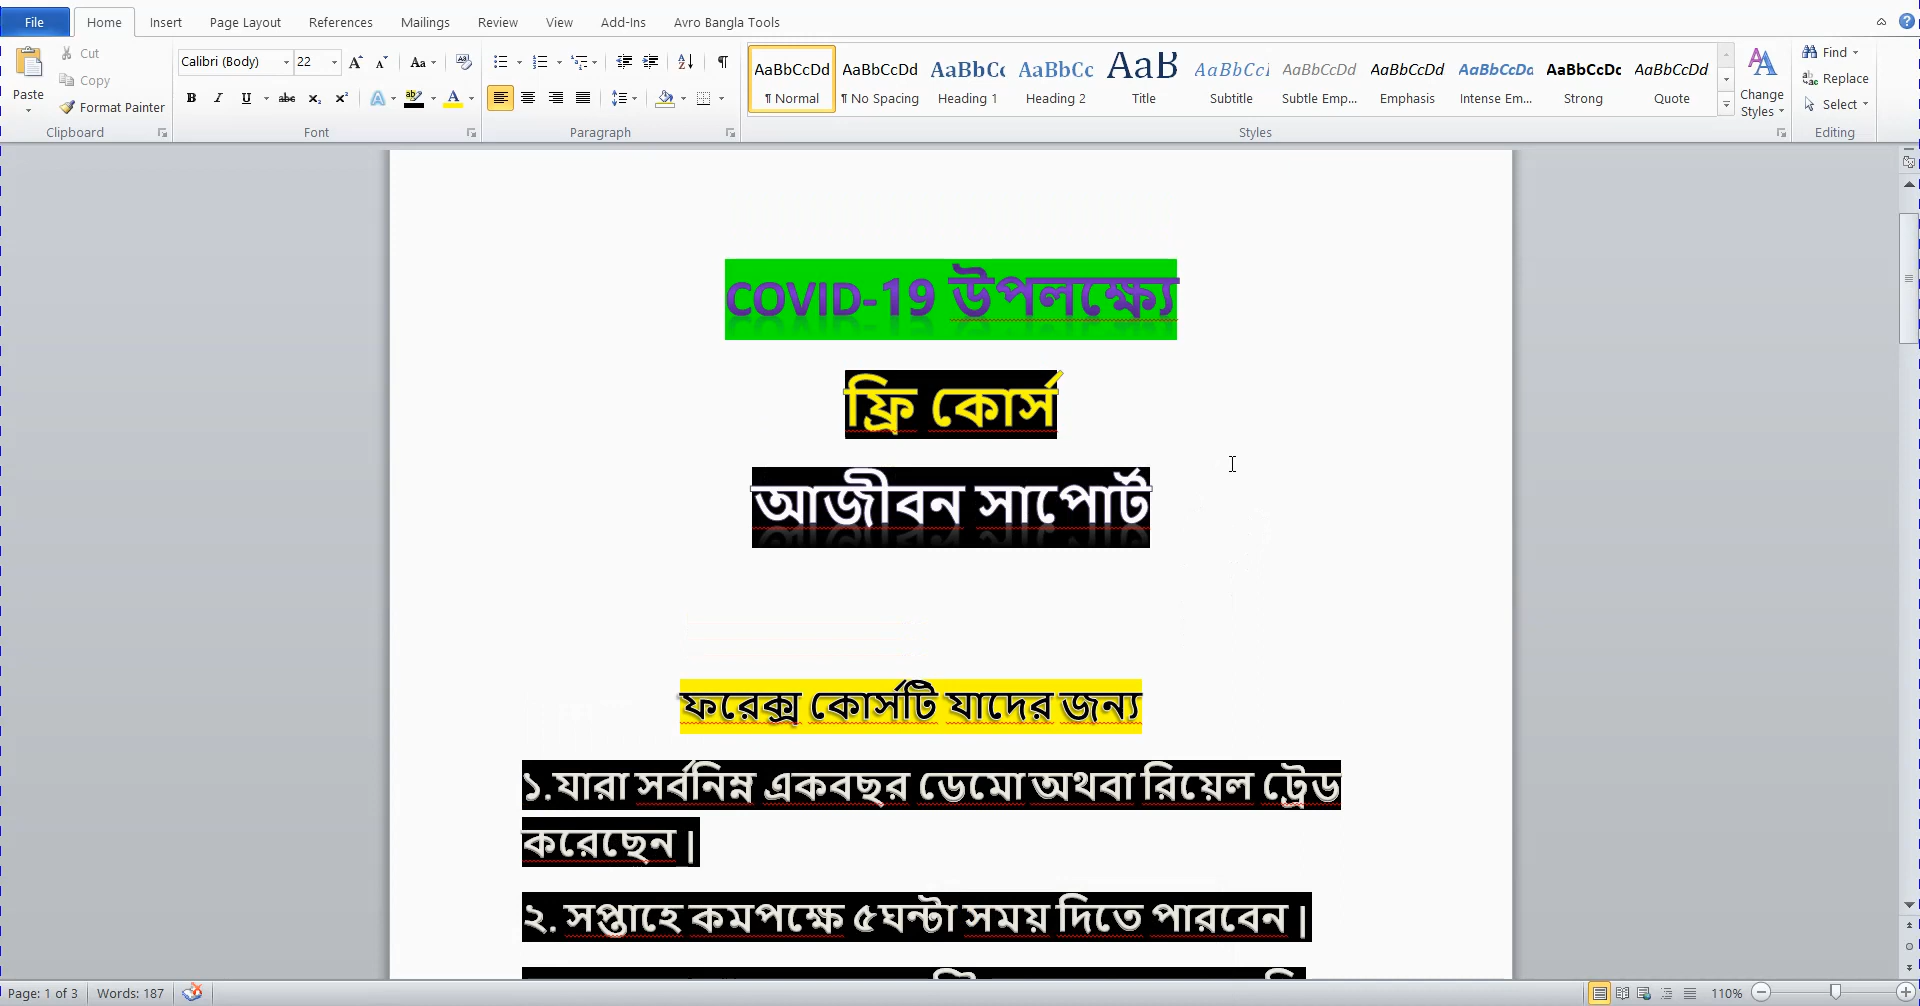 File Home Insert Page Layout References Mailings Review View Add-Ins Avro Bangla Tools
Cut
Copy
Format Painter
Paste
Clipboard
Calibri (Body) 22
Font
Paragraph
AaBbCcDd AaBbCcDd AaBbCc AaBbCc AaB AaBbCcI AaBbCcDd AaBbCcDd AaBbCcDd AaBbCcDc AaBbCcDd
¶ Normal ¶ No Spacing Heading 1 Heading 2 Title Subtitle Subtle Emp... Emphasis Intense Em... Strong Quote
Styles
Change Styles
Find
Replace
Select
Editing
COVID-19 উপলক্ষ্যে
ফ্রি কোর্স
আজীবন সাপোর্ট
ফরেক্স কোর্সটি যাদের জন্য
১.যারা সর্বনিম্ন একবছর ডেমো অথবা রিয়েল ট্রেড
করেছেন |
২. সপ্তাহে কমপক্ষে ৫ঘন্টা সময় দিতে পারবেন |
Page: 1 of 3 Words: 187 110%